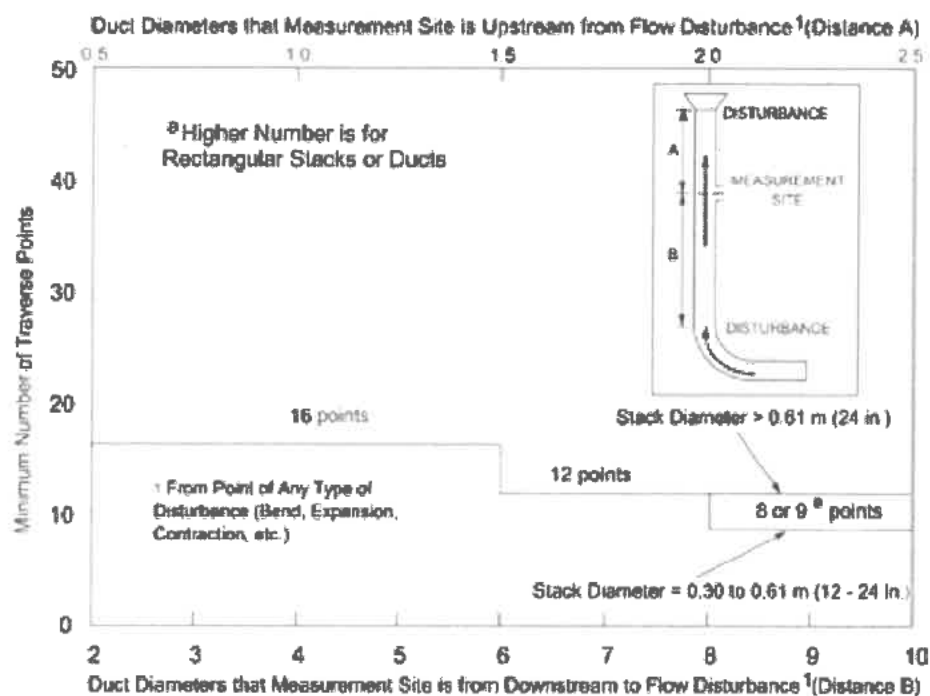 Duct Diameters that Measurement Site is Upstream from Flow Disturbance ¹(Distance A)
0.5 1.0 1.5 2.0 2.5
50
40
30
20
10
0
Minimum Number of Traverse Points
ª Higher Number is for
Rectangular Stacks or Ducts
DISTURBANCE
A
MEASUREMENT
SITE
B
DISTURBANCE
Stack Diameter > 0.61 m (24 in.)
16 points
12 points
8 or 9 ª points
¹ From Point of Any Type of
Disturbance (Bend, Expansion,
Contraction, etc.)
Stack Diameter = 0.30 to 0.61 m (12 - 24 in.)
2 3 4 5 6 7 8 9 10
Duct Diameters that Measurement Site is from Downstream to Flow Disturbance ¹(Distance B)